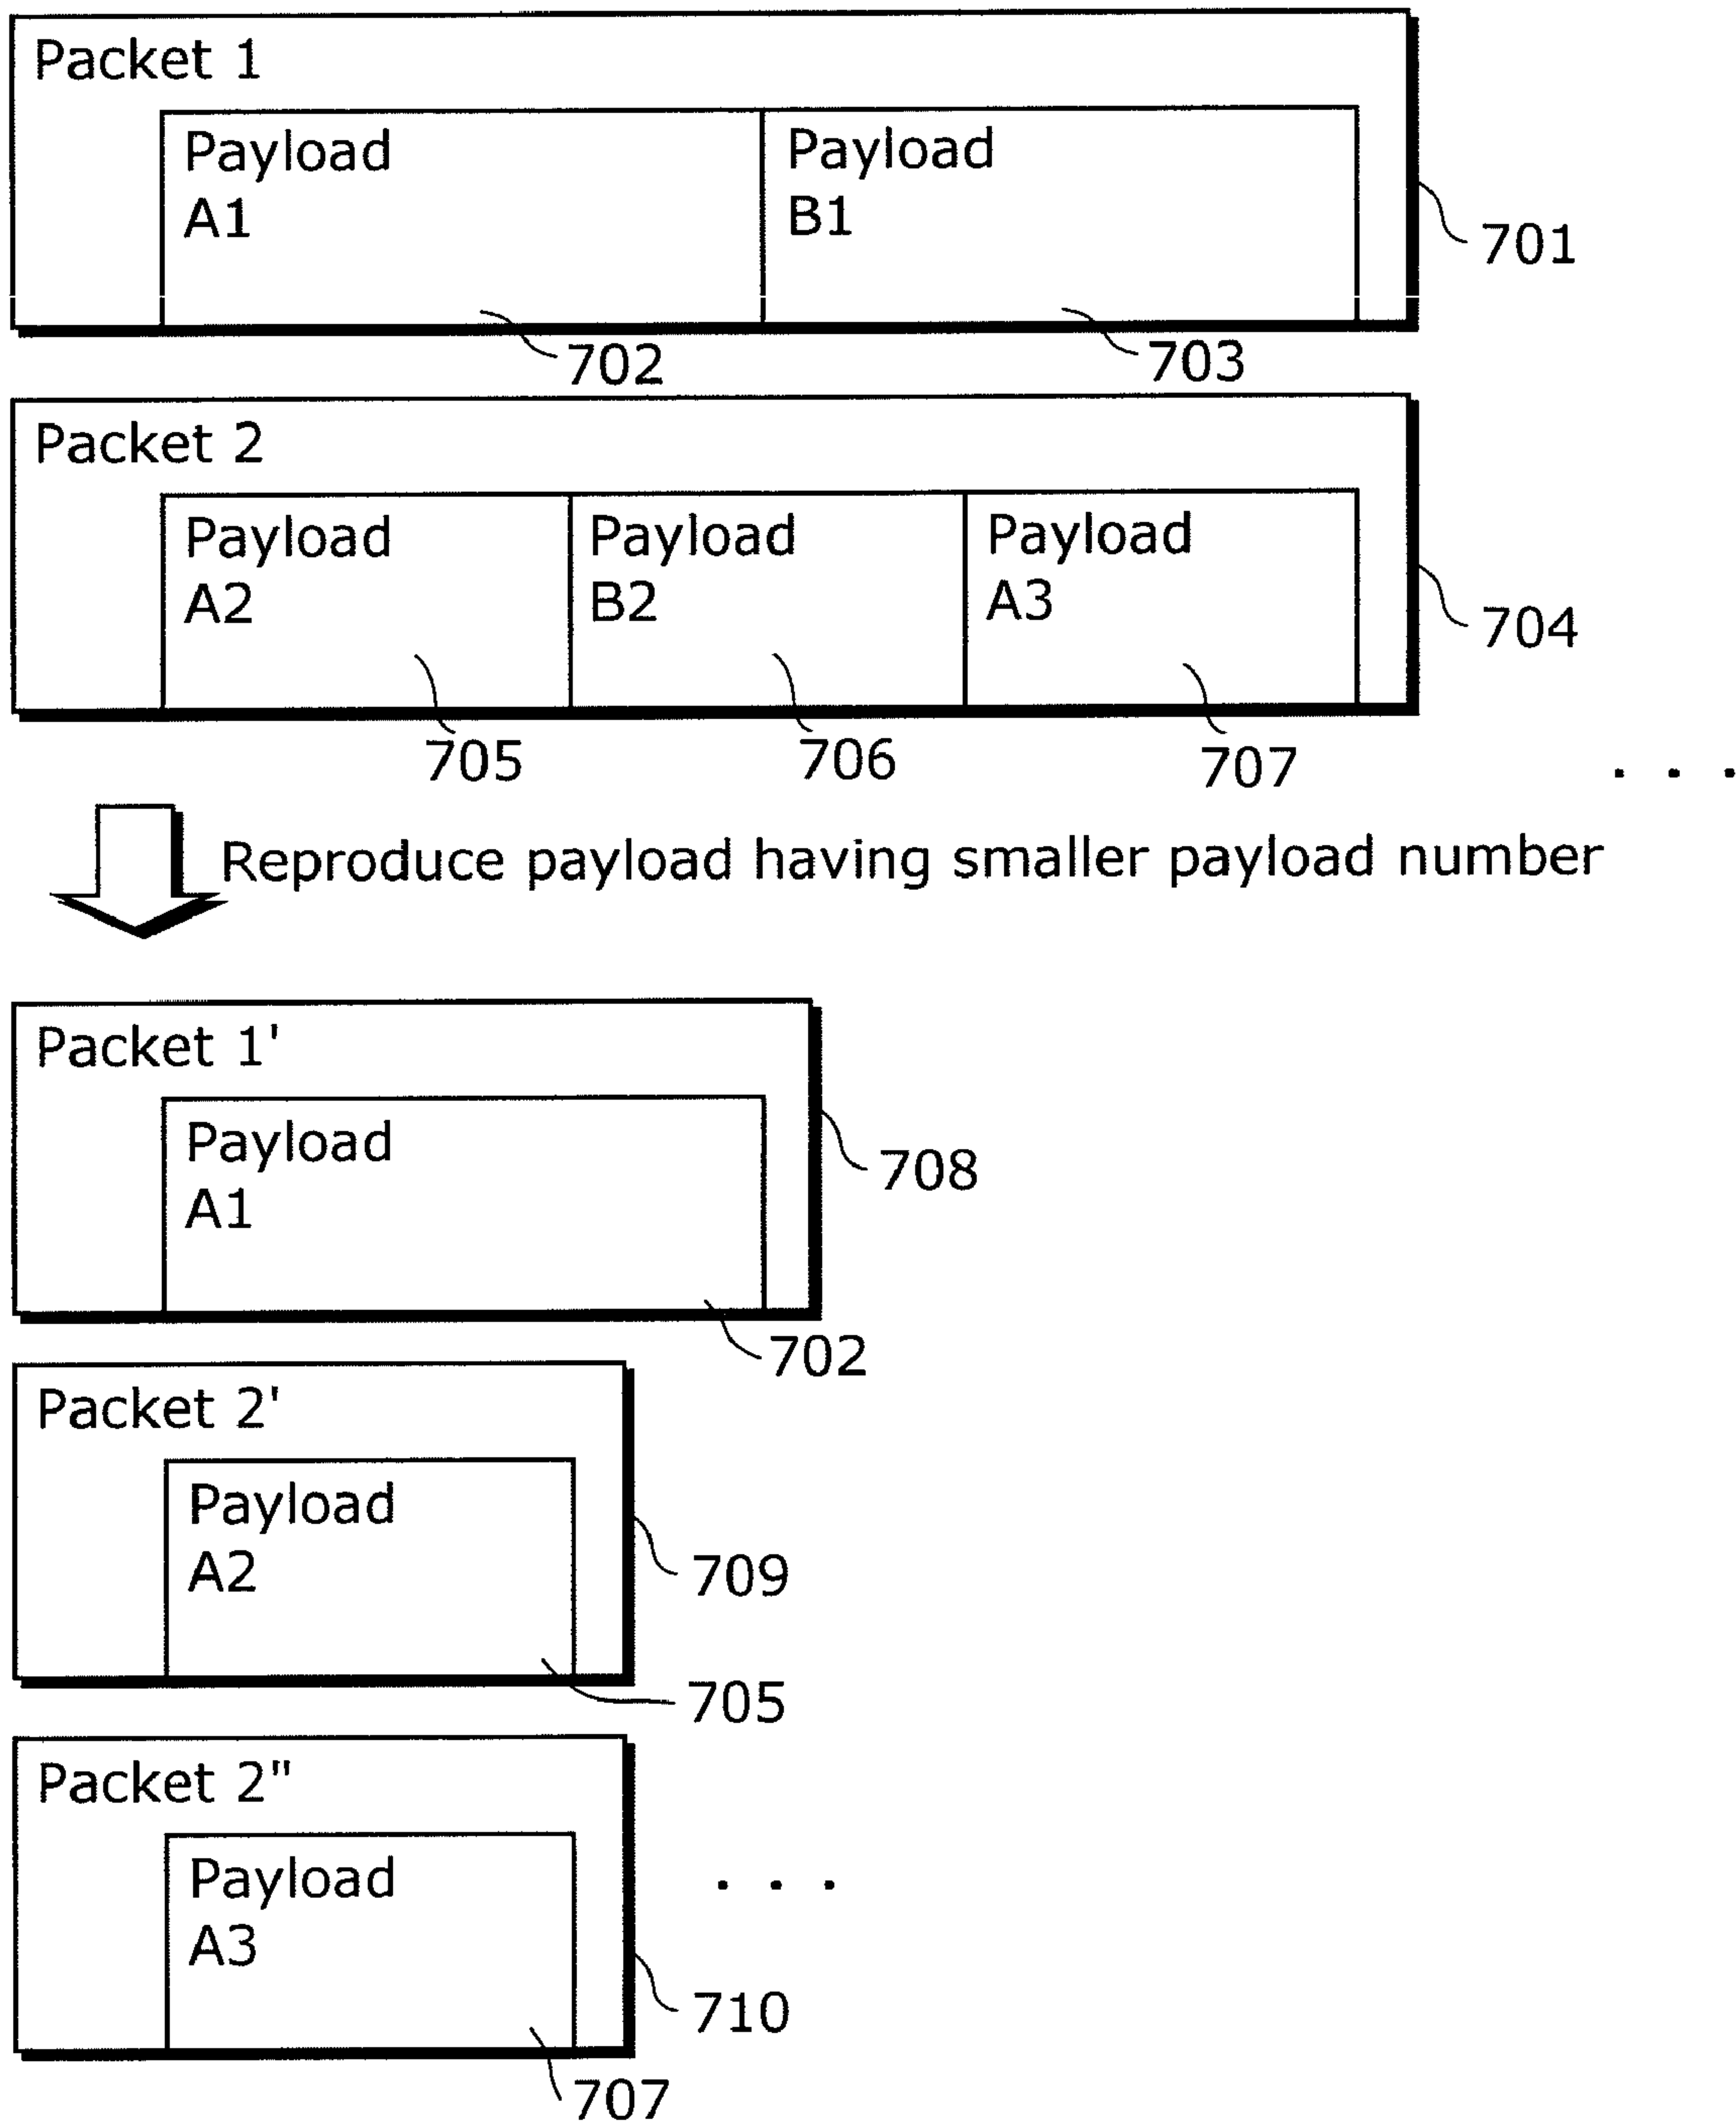 Packet 1
Payload
A1
Payload
B1
701
702
703
Packet 2
Payload
A2
Payload
B2
Payload
A3
704
705
706
707
. . .
Reproduce payload having smaller payload number
Packet 1'
Payload
A1
708
702
Packet 2'
Payload
A2
709
705
Packet 2"
Payload
A3
. . .
710
707